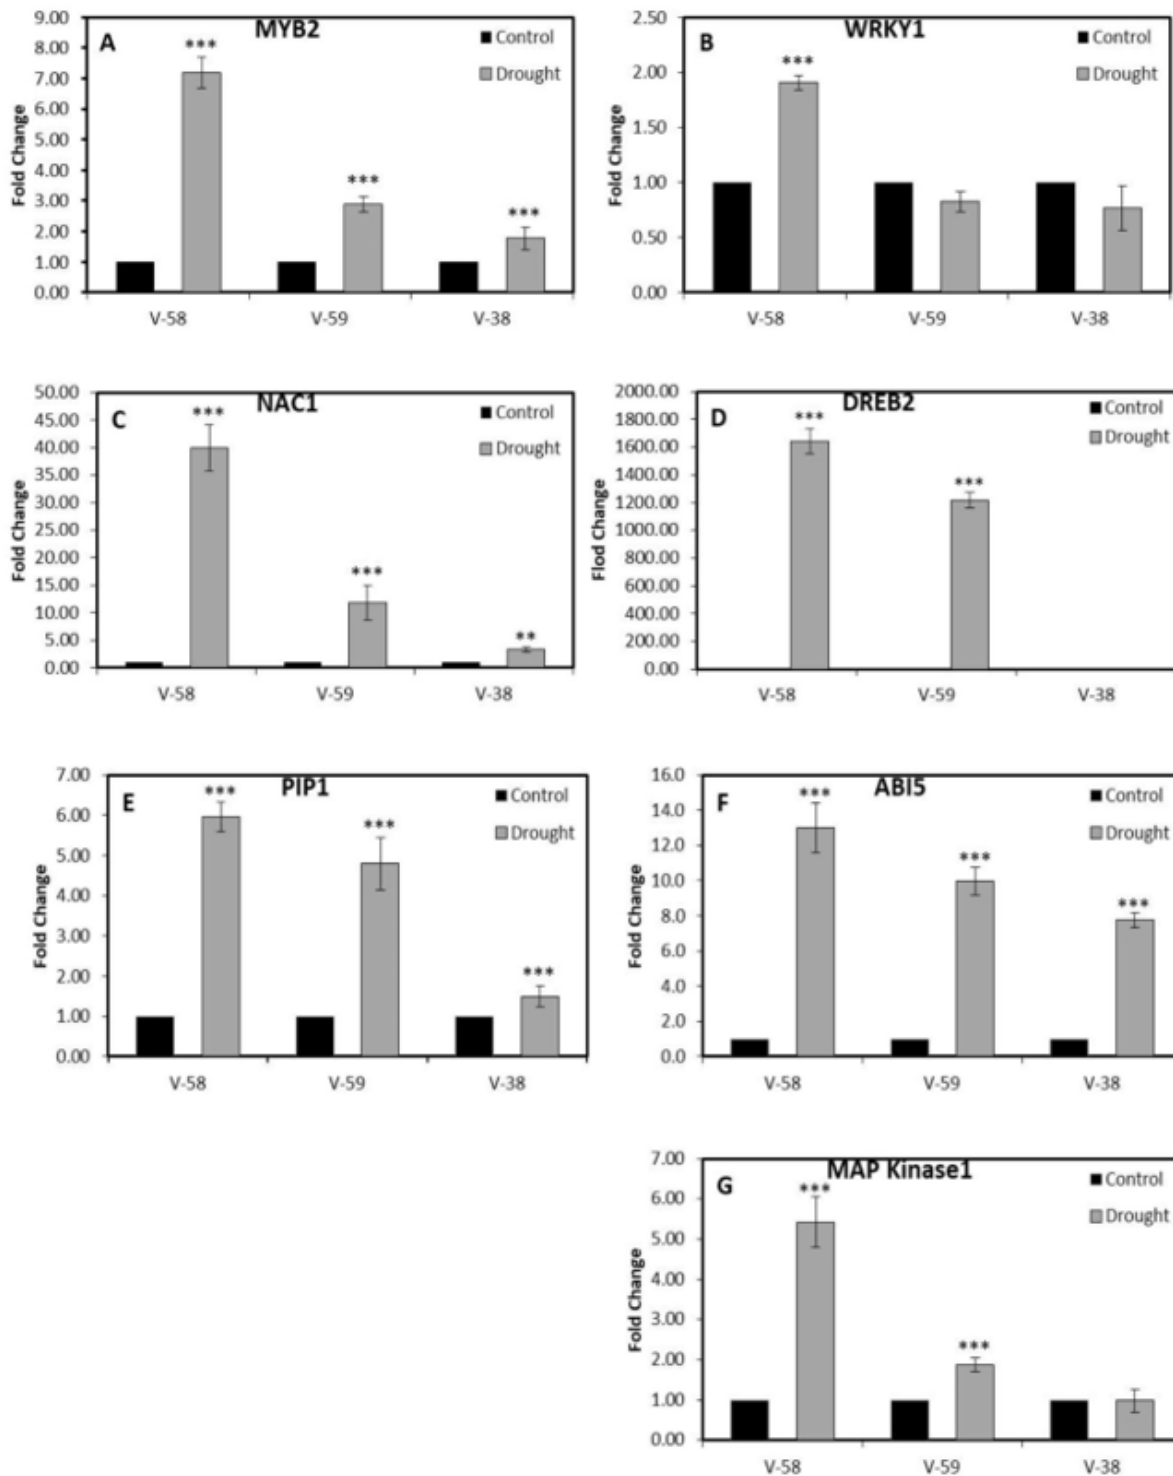 A MYB2
Control
Drought
Fold Change
9.00
8.00
7.00
6.00
5.00
4.00
3.00
2.00
1.00
0.00
***
***
***
V-58 V-59 V-38
B WRKY1
Control
Drought
Fold Change
2.50
2.00
1.50
1.00
0.50
0.00
***
V-58 V-59 V-38
C NAC1
Control
Drought
Fold Change
50.00
45.00
40.00
35.00
30.00
25.00
20.00
15.00
10.00
5.00
0.00
***
***
**
V-58 V-59 V-38
D DREB2
Control
Drought
Flod Change
2000.00
1800.00
1600.00
1400.00
1200.00
1000.00
800.00
600.00
400.00
200.00
0.00
***
***
V-58 V-59 V-38
E PIP1
Control
Drought
Fold Change
7.00
6.00
5.00
4.00
3.00
2.00
1.00
0.00
***
***
***
V-58 V-59 V-38
F ABI5
Control
Drought
Fold Change
16.0
14.0
12.0
10.0
8.0
6.0
4.0
2.0
0.0
***
***
***
V-58 V-59 V-38
G MAP Kinase1
Control
Drought
Fold Change
7.00
6.00
5.00
4.00
3.00
2.00
1.00
0.00
***
***
V-58 V-59 V-38